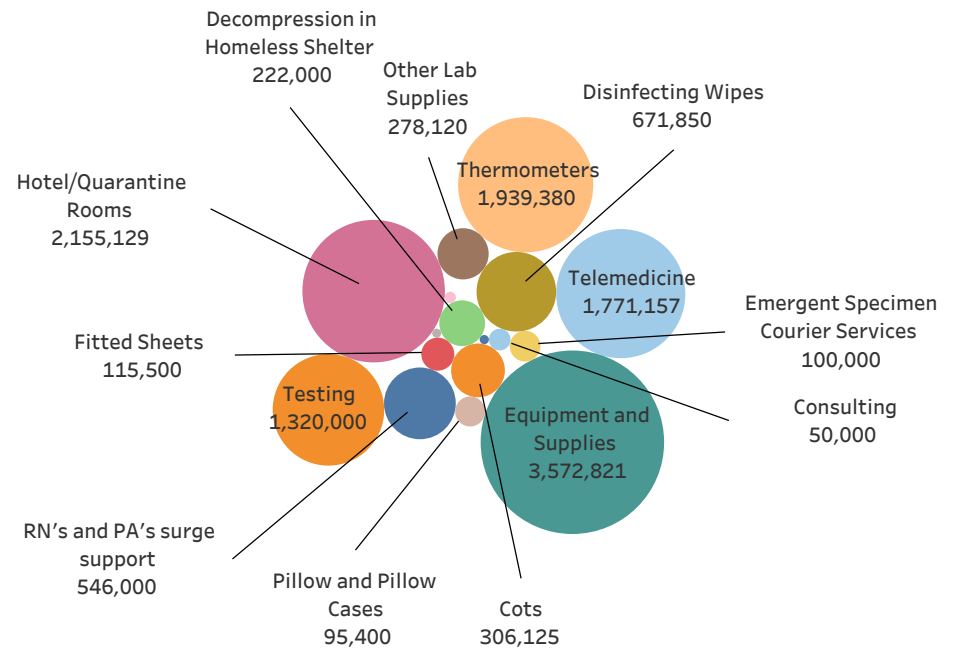 Decompression in
Homeless Shelter
222,000
Other Lab
Supplies
278,120
Disinfecting Wipes
671,850
Thermometers
1,939,380
Hotel/Quarantine
Rooms
2,155,129
Telemedicine
1,771,157
Emergent Specimen
Courier Services
100,000
Fitted Sheets
115,500
Testing
1,320,000
Equipment and
Supplies
3,572,821
Consulting
50,000
RN's and PA's surge
support
546,000
Pillow and Pillow
Cases
95,400
Cots
306,125